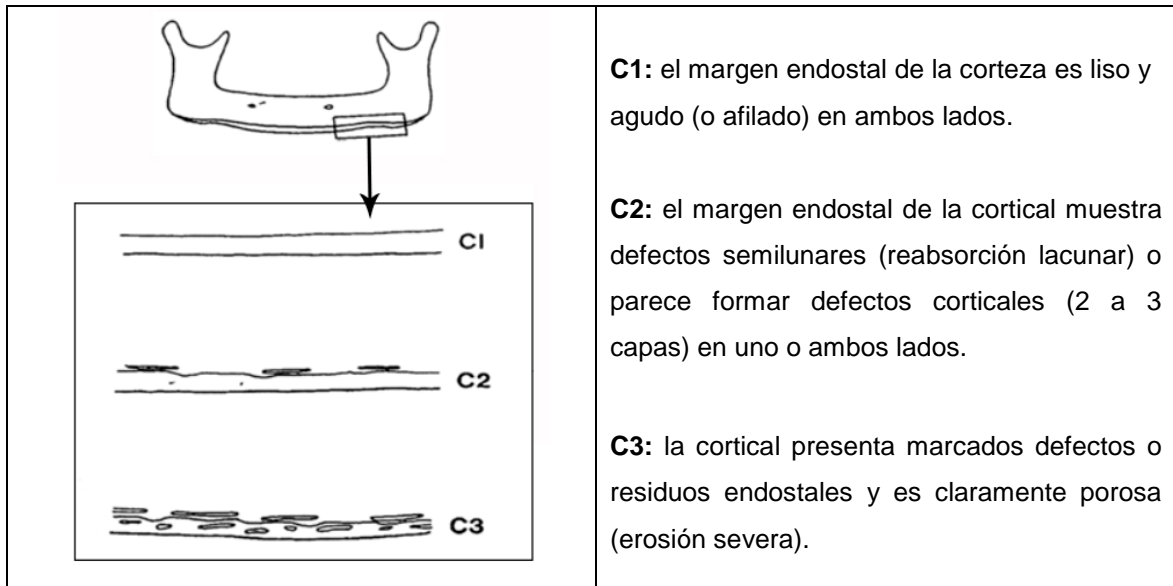 C1
C2
C3
C1: el margen endostal de la corteza es liso y
agudo (o afilado) en ambos lados.
C2: el margen endostal de la cortical muestra
defectos semilunares (reabsorción lacunar) o
parece formar defectos corticales (2 a 3
capas) en uno o ambos lados.
C3: la cortical presenta marcados defectos o
residuos endostales y es claramente porosa
(erosión severa).